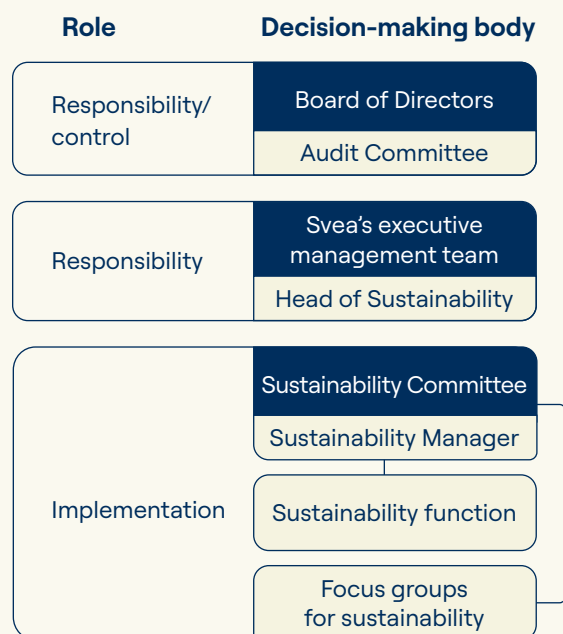 Role
Decision-making body
Responsibility/
control
Board of Directors
Audit Committee
Responsibility
Svea's executive
management team
Head of Sustainability
Implementation
Sustainability Committee
Sustainability Manager
Sustainability function
Focus groups
for sustainability